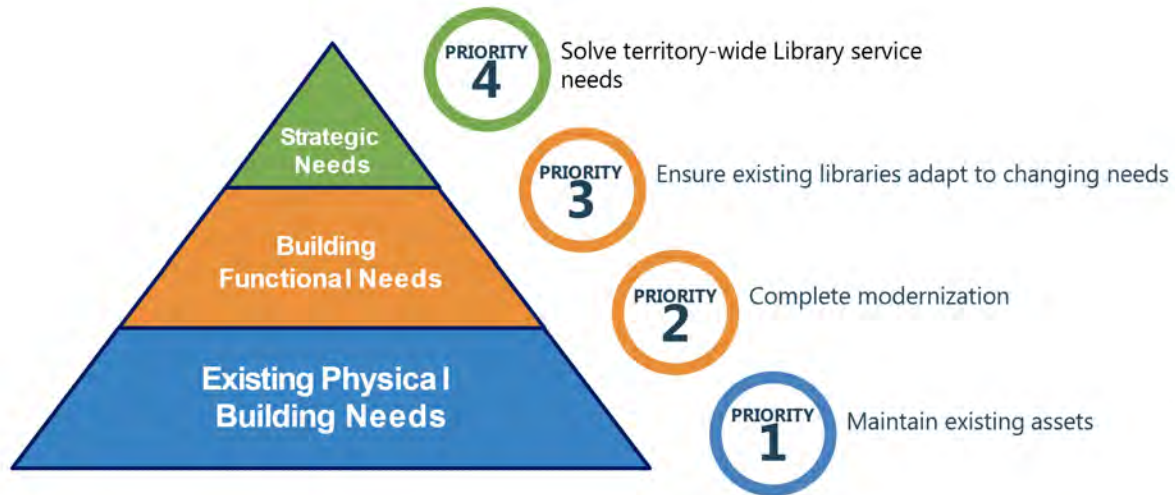 PRIORITY
4
Solve territory-wide Library service
needs
Strategic
Needs
PRIORITY
3
Ensure existing libraries adapt to changing needs
Building
Functional Needs
PRIORITY
2
Complete modernization
Existing Physical
Building Needs
PRIORITY
1
Maintain existing assets